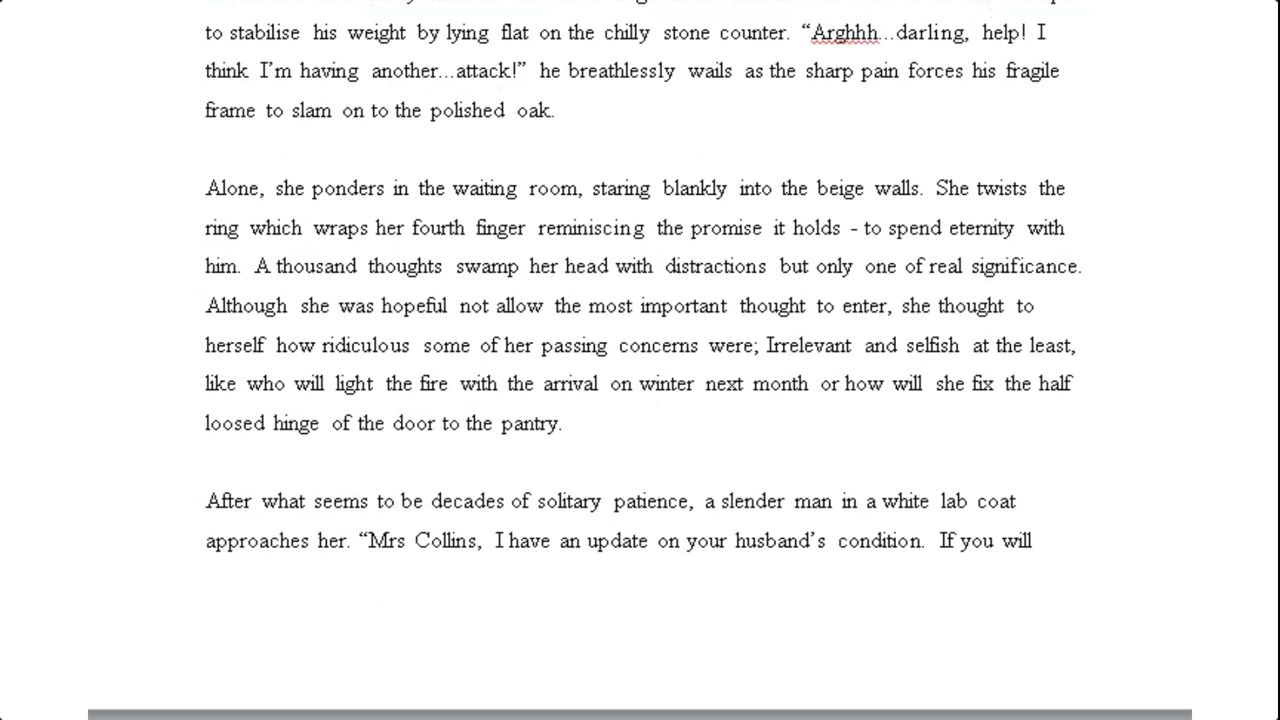 to stabilise his weight by lying flat on the chilly stone counter. “Arghhh...darling, help! I
think I’m having another...attack!” he breathlessly wails as the sharp pain forces his fragile
frame to slam on to the polished oak.
Alone, she ponders in the waiting room, staring blankly into the beige walls. She twists the
ring which wraps her fourth finger reminiscing the promise it holds - to spend eternity with
him. A thousand thoughts swamp her head with distractions but only one of real significance.
Although she was hopeful not allow the most important thought to enter, she thought to
herself how ridiculous some of her passing concerns were; Irrelevant and selfish at the least,
like who will light the fire with the arrival on winter next month or how will she fix the half
loosed hinge of the door to the pantry.
After what seems to be decades of solitary patience, a slender man in a white lab coat
approaches her. “Mrs Collins, I have an update on your husband’s condition. If you will